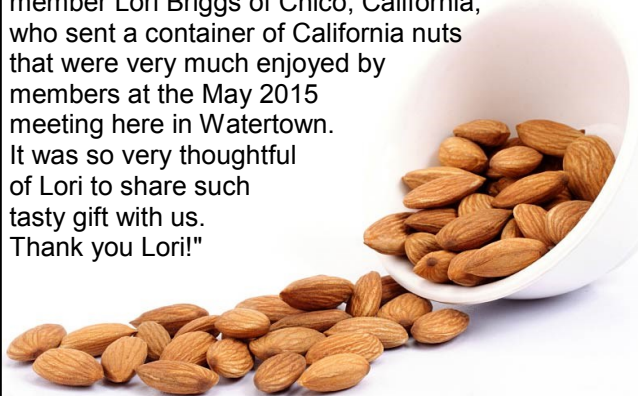 member Lori Briggs of Chico, California,
who sent a container of California nuts
that were very much enjoyed by
members at the May 2015
meeting here in Watertown.
It was so very thoughtful
of Lori to share such
tasty gift with us.
Thank you Lori!"